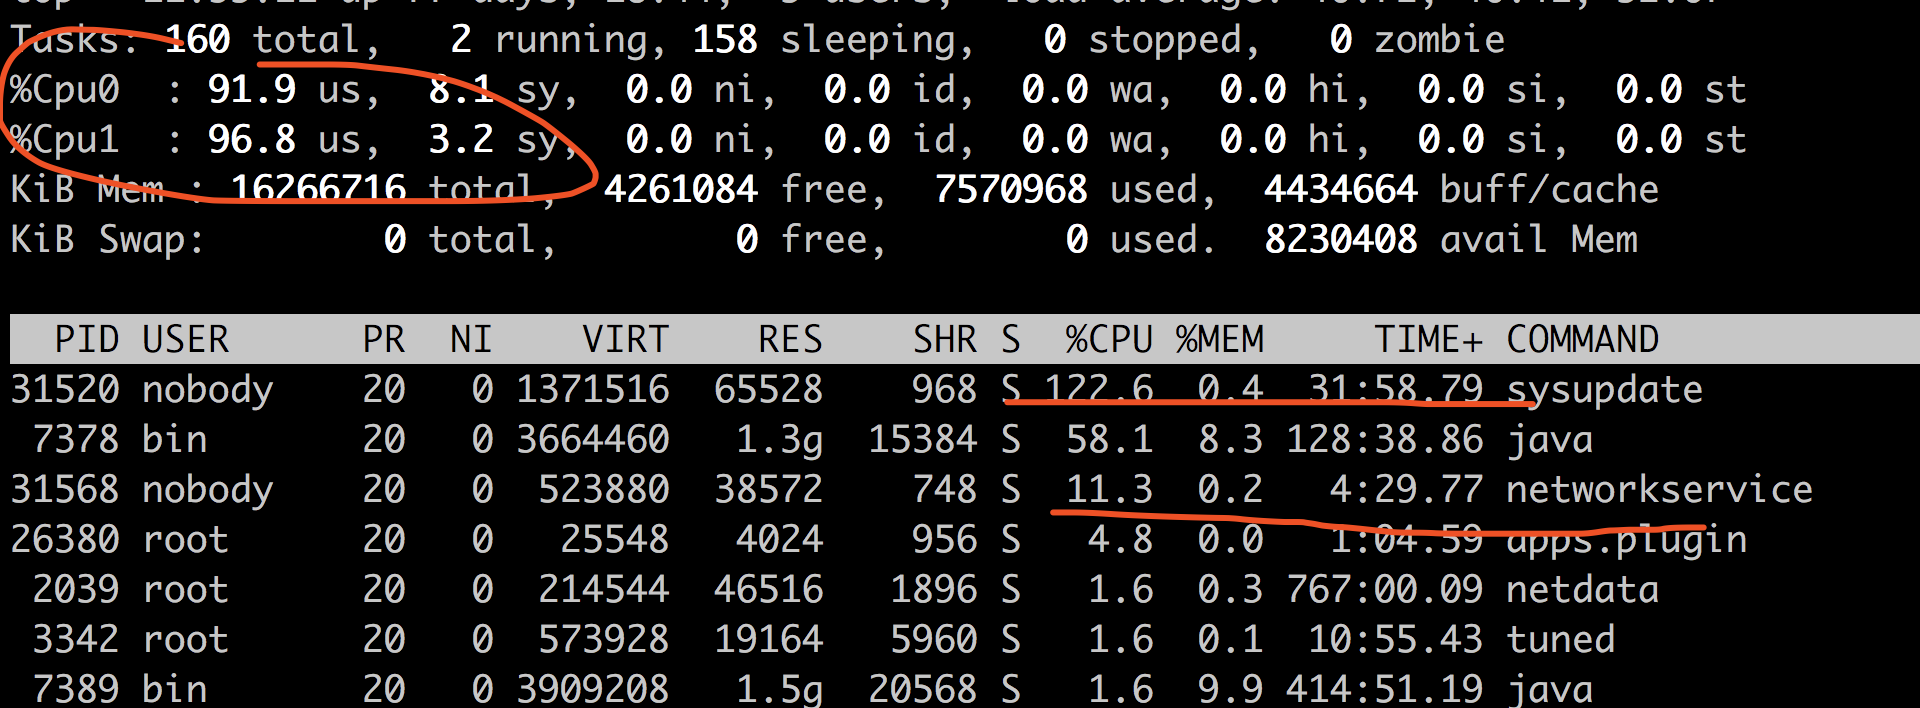 Tasks: 160 total,   2 running, 158 sleeping,   0 stopped,   0 zombie
%Cpu0  : 91.9 us,  8.1 sy,  0.0 ni,  0.0 id,  0.0 wa,  0.0 hi,  0.0 si,  0.0 st
%Cpu1  : 96.8 us,  3.2 sy,  0.0 ni,  0.0 id,  0.0 wa,  0.0 hi,  0.0 si,  0.0 st
KiB Mem : 16266716 total,  4261084 free,  7570968 used,  4434664 buff/cache
KiB Swap:        0 total,        0 free,        0 used.  8230408 avail Mem
  PID USER      PR  NI    VIRT    RES    SHR S  %CPU %MEM     TIME+ COMMAND
31520 nobody    20   0 1371516  65528    968 S 122.6  0.4  31:58.79 sysupdate
 7378 bin       20   0 3664460   1.3g  15384 S  58.1  8.3 128:38.86 java
31568 nobody    20   0  523880  38572    748 S  11.3  0.2   4:29.77 networkservice
26380 root      20   0   25548   4024    956 S   4.8  0.0   1:04.59 apps.plugin
 2039 root      20   0  214544  46516   1896 S   1.6  0.3 767:00.09 netdata
 3342 root      20   0  573928  19164   5960 S   1.6  0.1  10:55.43 tuned
 7389 bin       20   0 3909208   1.5g  20568 S   1.6  9.9 414:51.19 java